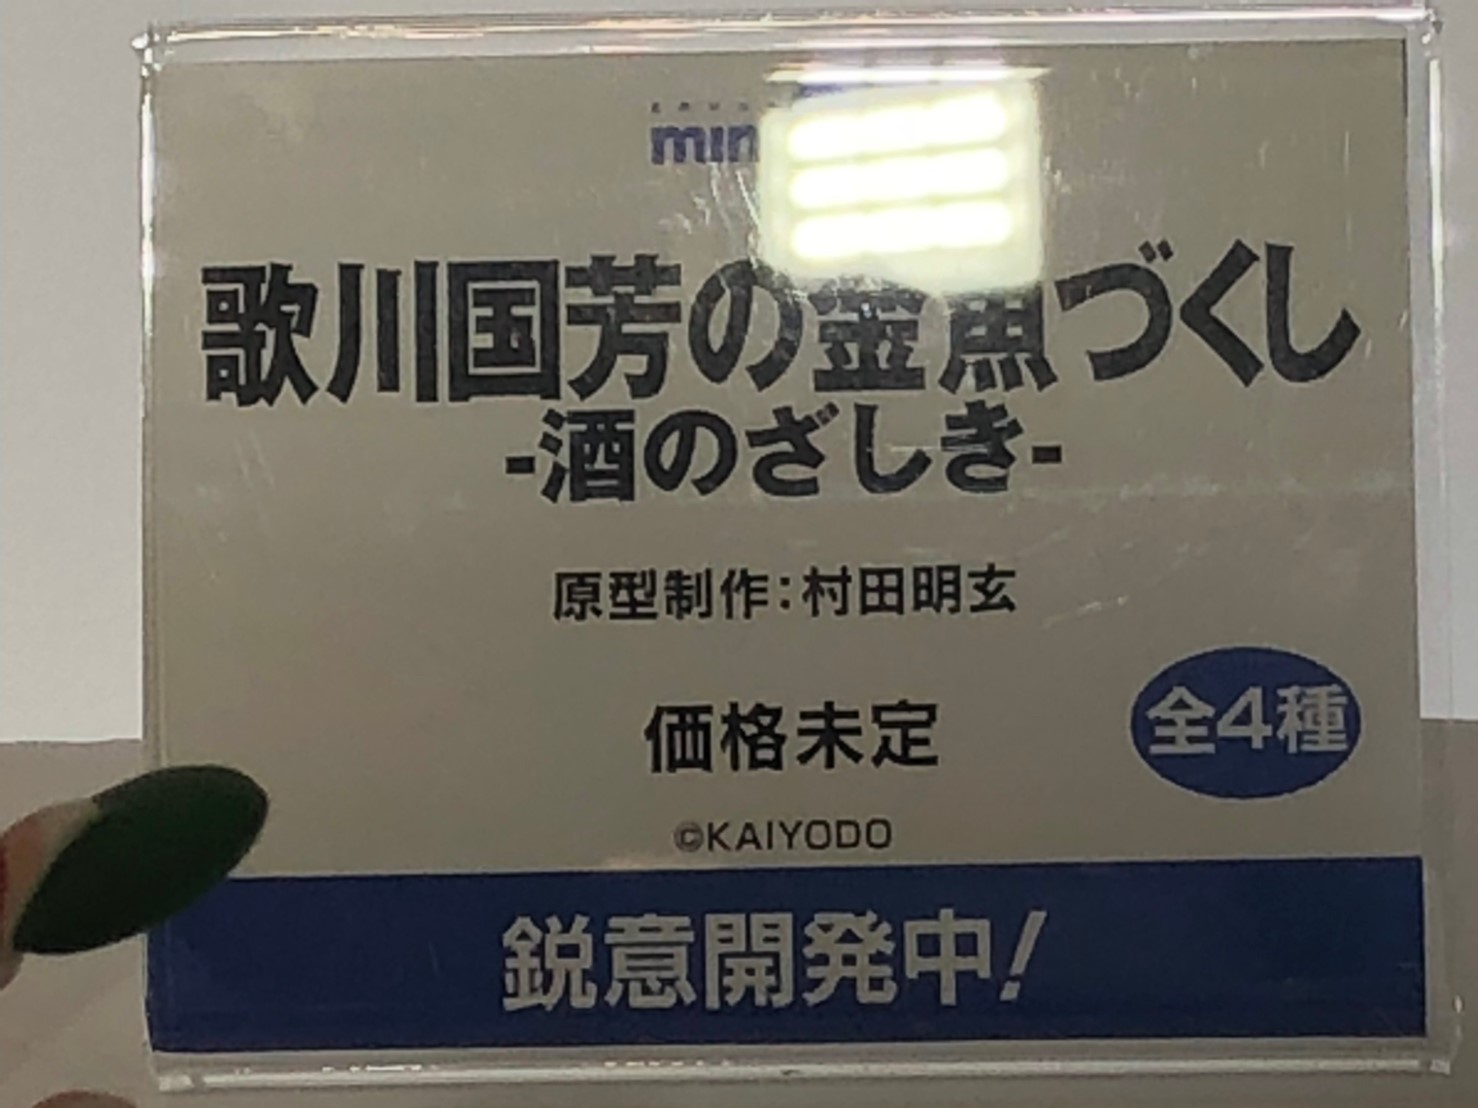 歌川国芳の金魚づくし
-酒のざしき-
原型制作:村田明玄
価格未定
全4種
©KAIYODO
鋭意開発中!